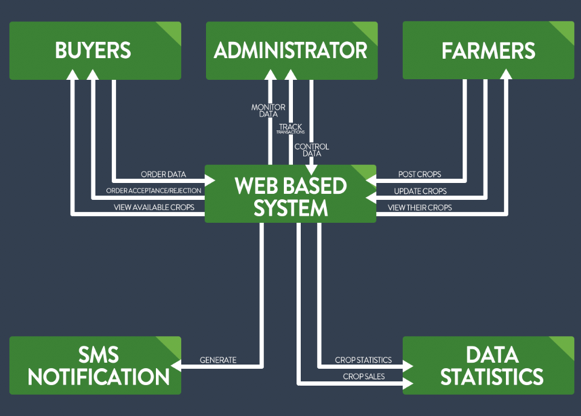 BUYERS
ADMINISTRATOR
FARMERS
MONITOR
DATA
TRACK
TRANSACTIONS
CONTROL
DATA
ORDER DATA
ORDER ACCEPTANCE/REJECTION
VIEW AVAILABLE CROPS
WEB BASED
SYSTEM
POST CROPS
UPDATE CROPS
VIEW THEIR CROPS
SMS
NOTIFICATION
GENERATE
CROP STATISTICS
CROP SALES
DATA
STATISTICS